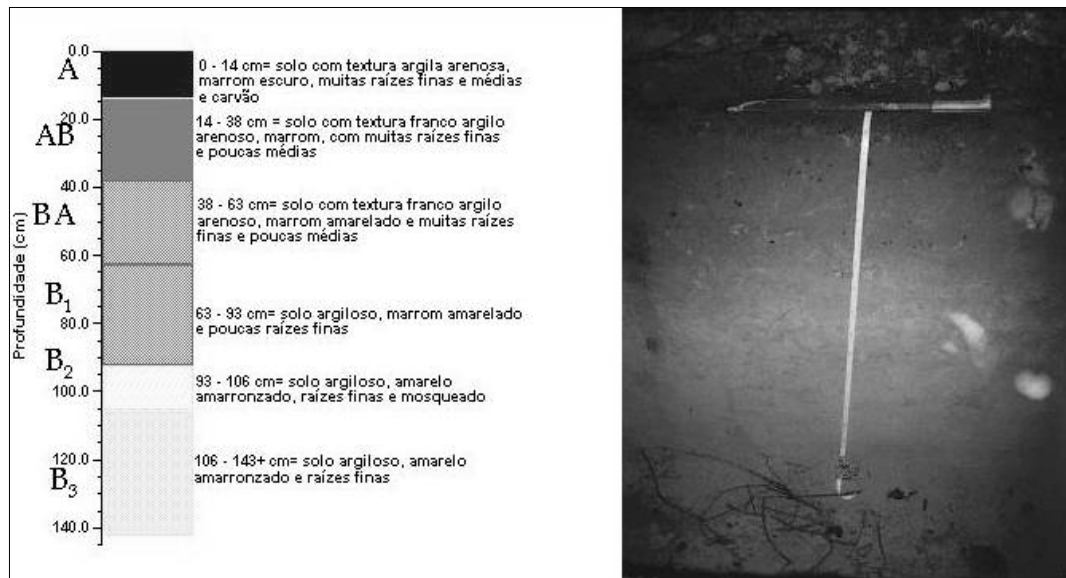 Profundidade (cm)
0.0
20.0
40.0
60.0
80.0
100.0
120.0
140.0
A
0 - 14 cm= solo com textura argila arenosa,
marrom escuro, muitas raízes finas e médias
e carvão
AB
14 - 38 cm = solo com textura franco argilo
arenoso, marrom, com muitas raízes finas
e poucas médias
BA
38 - 63 cm= solo com textura franco argilo
arenoso, marrom amarelado e muitas raízes
finas e poucas médias
B1
63 - 93 cm= solo argiloso, marrom amarelado
e poucas raízes finas
B2
93 - 106 cm= solo argiloso, amarelo
amarronzado, raízes finas e mosqueado
B3
106 - 143+ cm= solo argiloso, amarelo
amarronzado e raízes finas